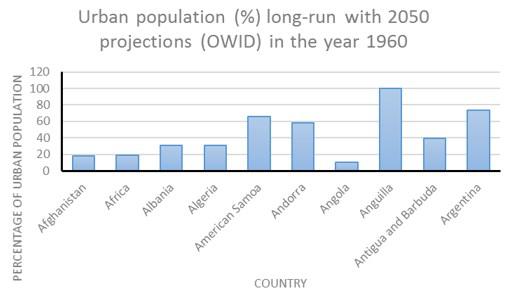 Urban population (%) long-run with 2050
projections (OWID) in the year 1960
PERCENTAGE OF URBAN POPULATION
120
100
80
60
40
20
0
Afghanistan
Africa
Albania
Algeria
American Samoa
Andorra
Angola
Anguilla
Antigua and Barbuda
Argentina
COUNTRY